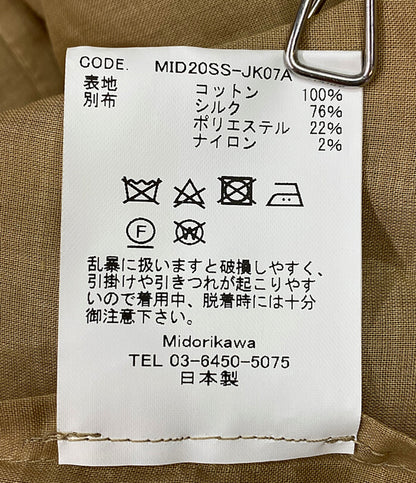 CODE. MID20SS-JK07A
表地 コットン 100%
別布 シルク 76%
ポリエステル 22%
ナイロン 2%
F W
乱暴に扱いますと破損しやすく、
引掛けや引きつれが起こりやす
いので着用中、脱着時には十分
御注意下さい。
Midorikawa
TEL 03-6450-5075
日本製